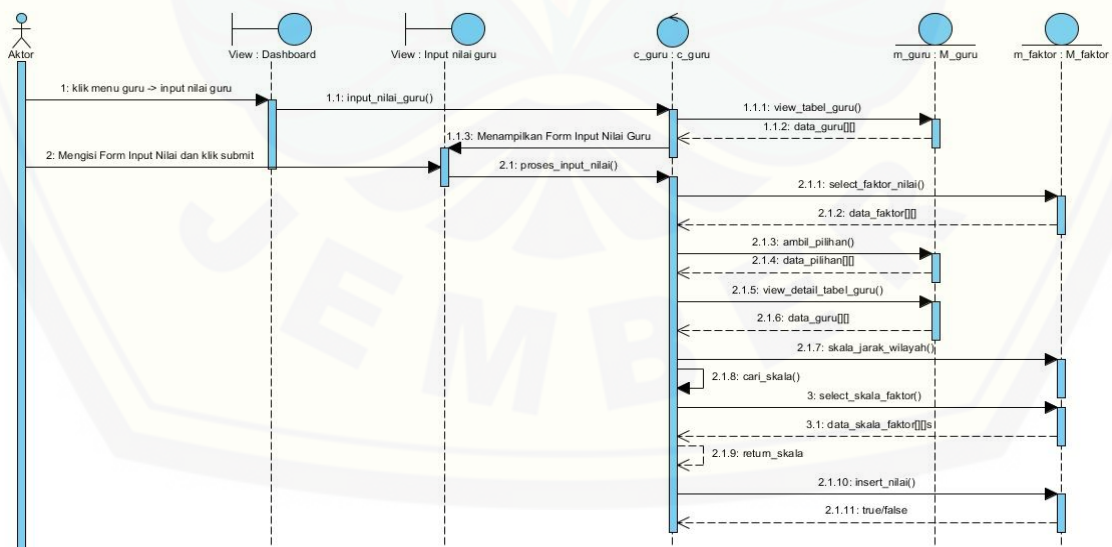 Aktor
View : Dashboard
View : Input nilai guru
c_guru : c_guru
m_guru : M_guru
m_faktor : M_faktor
1: klik menu guru -> input nilai guru
1.1: input_nilai_guru()
1.1.1: view_tabel_guru()
1.1.2: data_guru[][]
1.1.3: Menampilkan Form Input Nilai Guru
2: Mengisi Form Input Nilai dan klik submit
2.1: proses_input_nilai()
2.1.1: select_faktor_nilai()
2.1.2: data_faktor[][]
2.1.3: ambil_pilihan()
2.1.4: data_pilihan[][]
2.1.5: view_detail_tabel_guru()
2.1.6: data_guru[][]
2.1.7: skala_jarak_wilayah()
2.1.8: cari_skala()
3: select_skala_faktor()
3.1: data_skala_faktor[][]s
2.1.9: return_skala
2.1.10: insert_nilai()
2.1.11: true/false
JEMBER